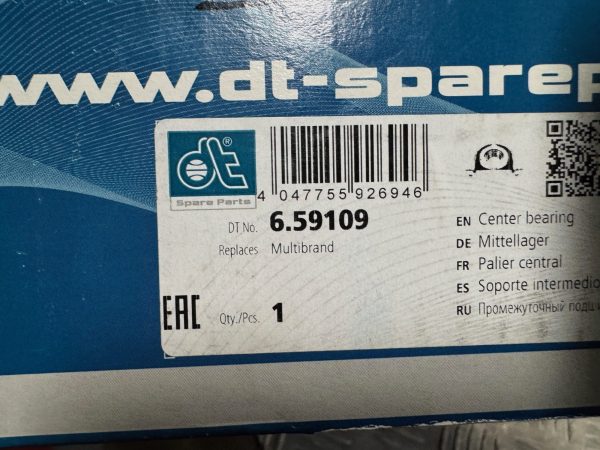 www.dt-sparep
dt®
Spare Parts
4 047755 926946
DT No. 6.59109
Replaces Multibrand
EAC Qty./Pcs. 1
EN Center bearing
DE Mittellager
FR Palier central
ES Soporte intermedio
RU Промежуточный подши